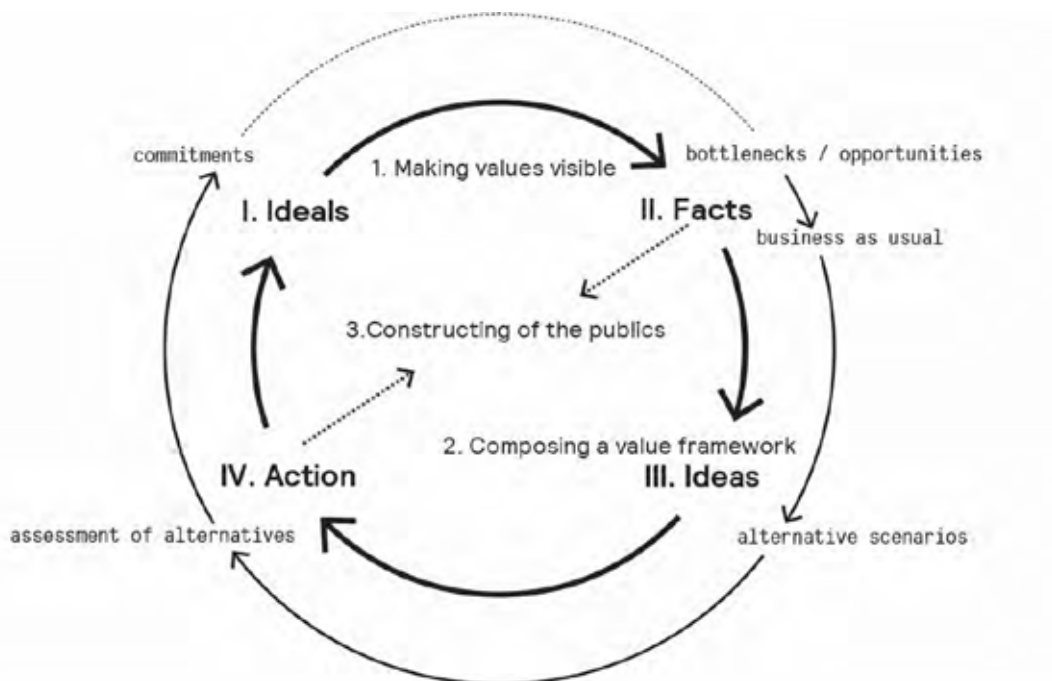 commitments
bottlenecks / opportunities
1. Making values visible
I. Ideals
II. Facts
business as usual
3.Constructing of the publics
2. Composing a value framework
IV. Action
III. Ideas
assessment of alternatives
alternative scenarios